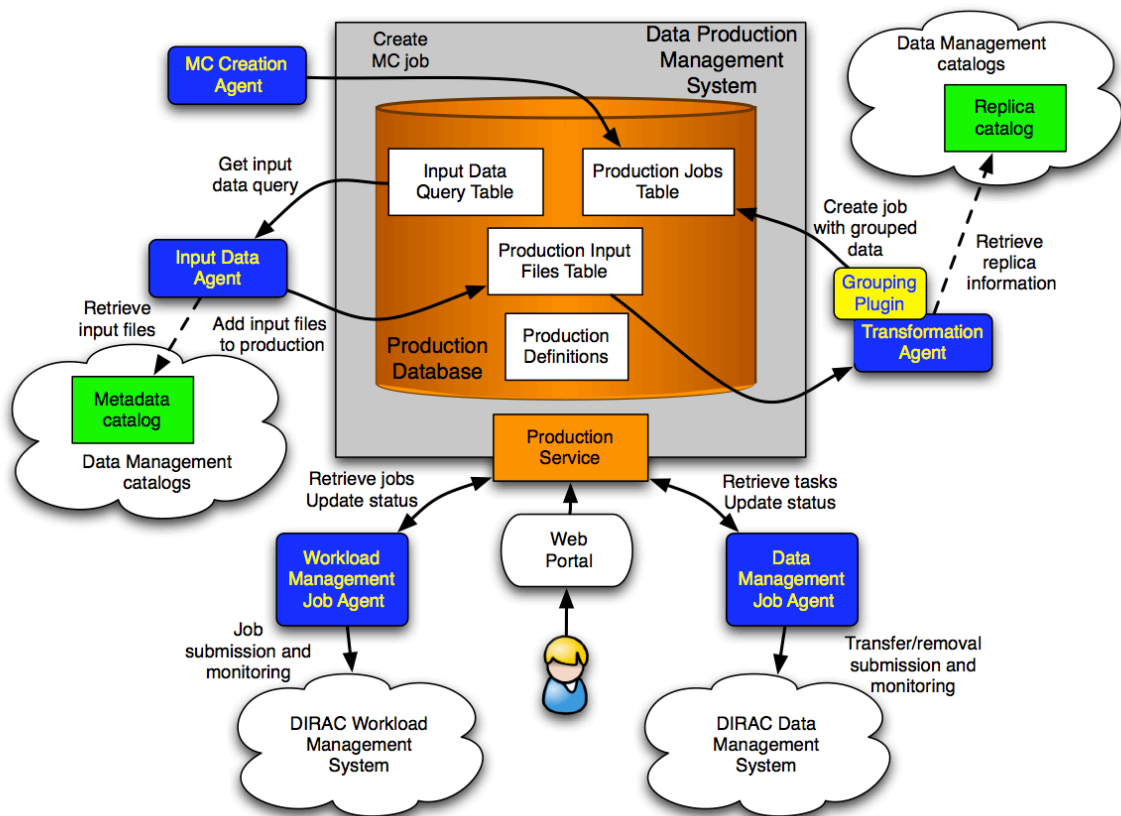 Create
MC job
Data Production
Management
System
MC Creation
Agent
Data Management
catalogs
Replica
catalog
Get input
data query
Input Data
Query Table
Production Jobs
Table
Create job
with grouped
data
Production Input
Files Table
Retrieve
replica
information
Input Data
Agent
Grouping
Plugin
Transformation
Agent
Retrieve
input files
Add input files
to production
Production
Definitions
Production
Database
Metadata
catalog
Data Management
catalogs
Production
Service
Retrieve jobs
Update status
Retrieve tasks
Update status
Web
Portal
Workload
Management
Job Agent
Data
Management
Job Agent
Job
submission and
monitoring
Transfer/removal
submission and
monitoring
DIRAC Workload
Management
System
DIRAC Data
Management
System